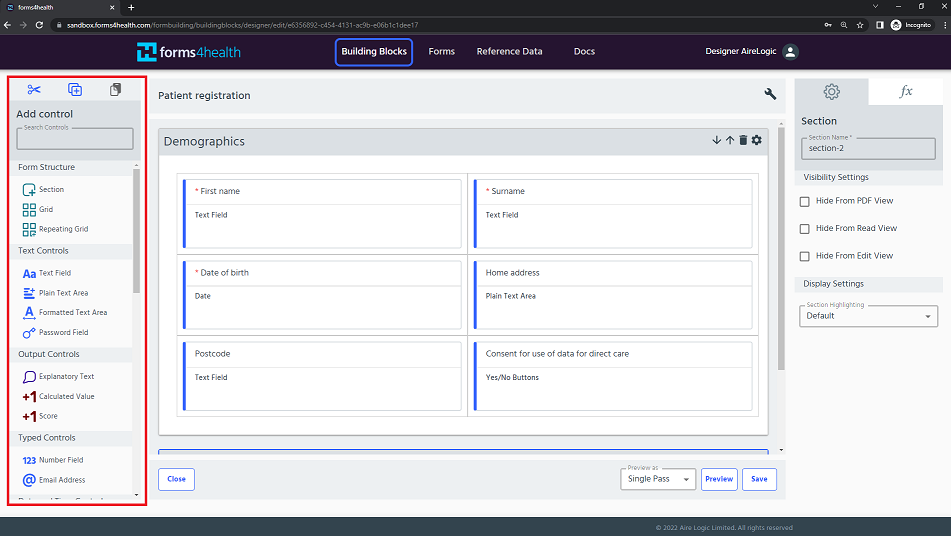 forms4health
sandbox.forms4health.com/formbuilding/buildingblocks/designer/edit/e6356892-c454-4131-ac9b-e06b1c1dee17
Incognito
forms4health
Building Blocks
Forms
Reference Data
Docs
Designer AireLogic
Add control
Search Controls
Form Structure
Section
Grid
Repeating Grid
Text Controls
Aa Text Field
Plain Text Area
A Formatted Text Area
Password Field
Output Controls
Explanatory Text
+1 Calculated Value
+1 Score
Typed Controls
123 Number Field
@ Email Address
Patient registration
Demographics
* First name
Text Field
* Surname
Text Field
* Date of birth
Date
Home address
Plain Text Area
Postcode
Text Field
Consent for use of data for direct care
Yes/No Buttons
Close
Preview as
Single Pass
Preview
Save
fx
Section
Section Name *
section-2
Visibility Settings
Hide From PDF View
Hide From Read View
Hide From Edit View
Display Settings
Section Highlighting
Default
© 2022 Aire Logic Limited. All rights reserved